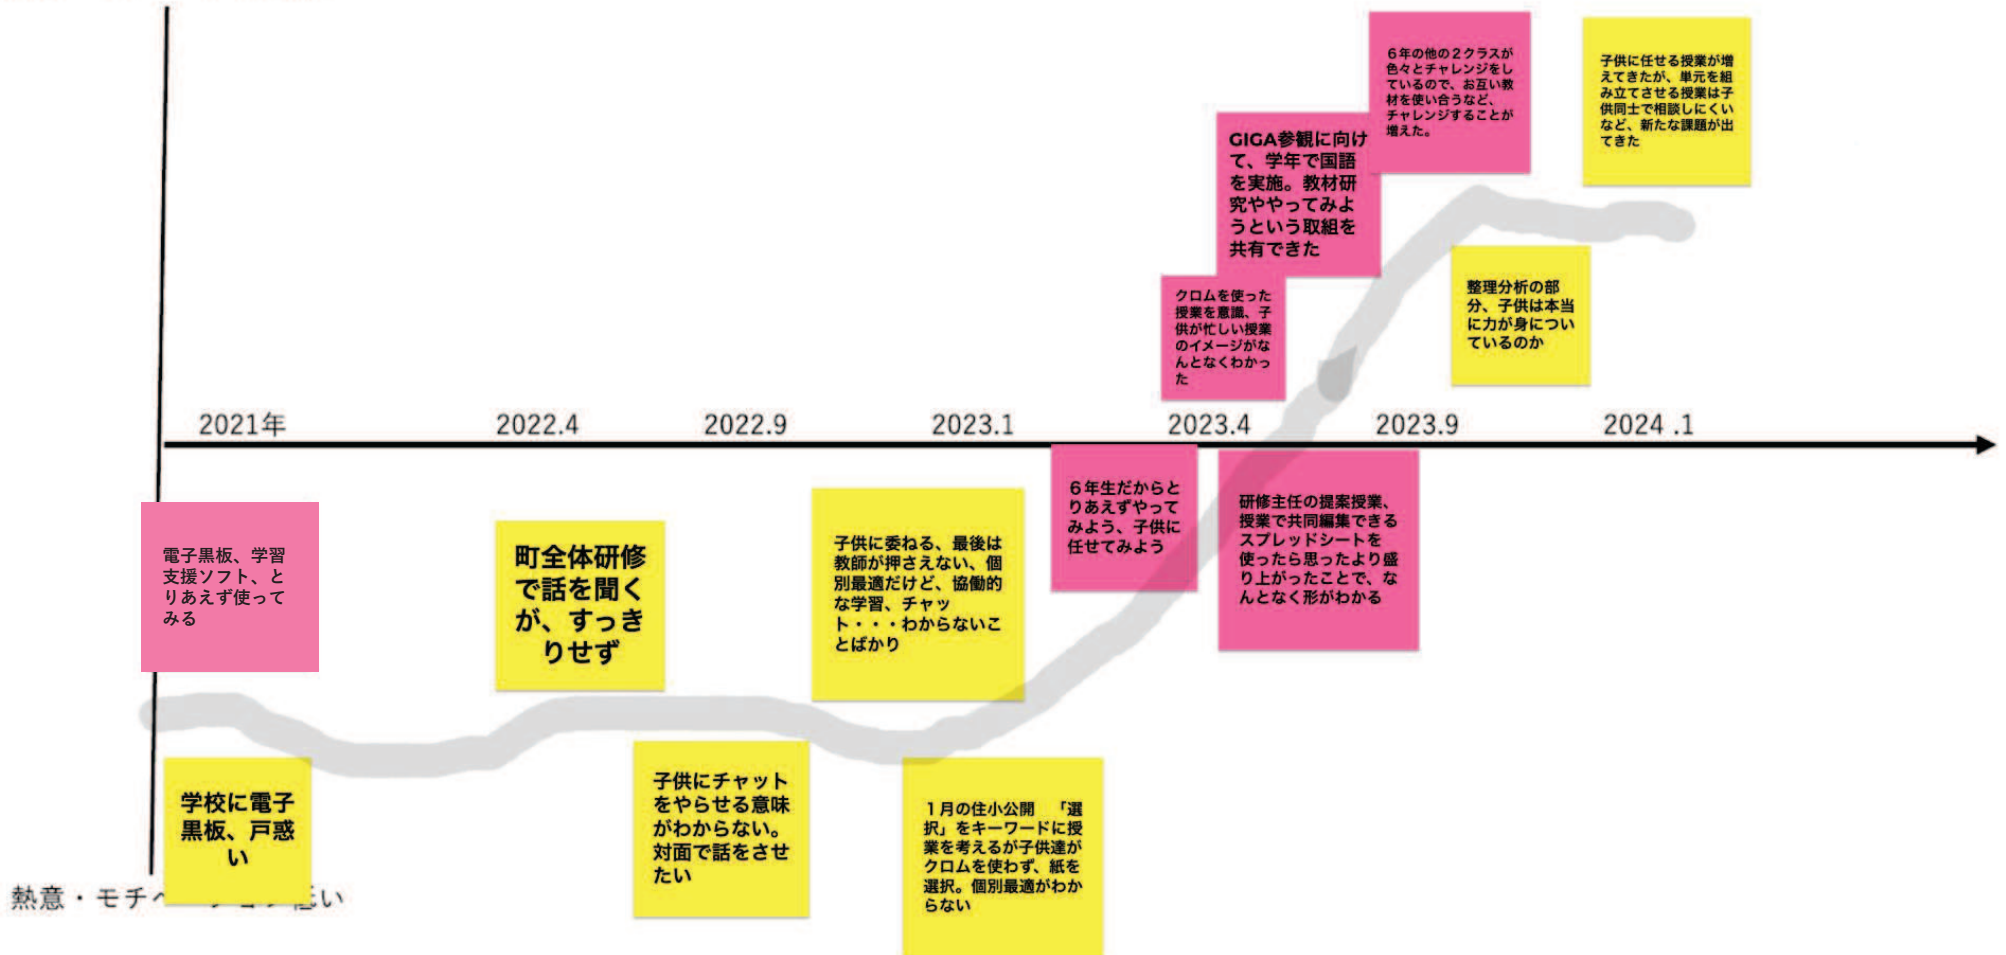 ６年の他の２クラスが
色々とチャレンジをし
ているので、お互い教
材を使い合うなど、
チャレンジすることが
増えた。
子供に任せる授業が増
えてきたが、単元を組
み立てさせる授業は子
供同士で相談しにくい
など、新たな課題が出
てきた
GIGA参観に向け
て、学年で国語
を実施。教材研
究ややってみよ
うという取組を
共有できた
クロムを使った
授業を意識、子
供が忙しい授業
のイメージがな
んとなくわかっ
た
整理分析の部
分、子供は本当
に力が身につい
ているのか
2021年
2022.4
2022.9
2023.1
2023.4
2023.9
2024 .1
電子黒板、学習
支援ソフト、と
りあえず使って
みる
町全体研修
で話を聞く
が、すっき
りせず
子供に委ねる、最後は
教師が押さえない、個
別最適だけど、協働的
な学習、チャッ
ト・・・わからないこ
とばかり
６年生だからと
りあえずやって
みよう、子供に
任せてみよう
研修主任の提案授業、
授業で共同編集できる
スプレッドシートを
使ったら思ったより盛
り上がったことで、な
んとなく形がわかる
学校に電子
黒板、戸惑
い
子供にチャット
をやらせる意味
がわからない。
対面で話をさせ
たい
１月の住小公開　「選
択」をキーワードに授
業を考えるが子供達が
クロムを使わず、紙を
選択。個別最適がわか
らない
熱意・モチベーション低い